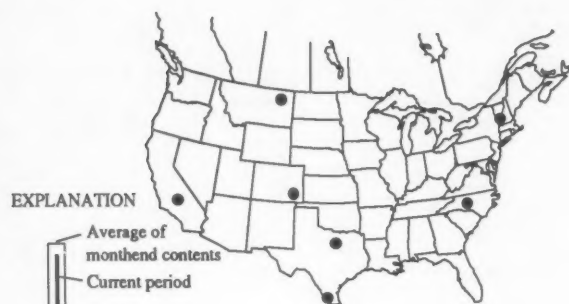 EXPLANATION
Average of
monthend contents
Current period